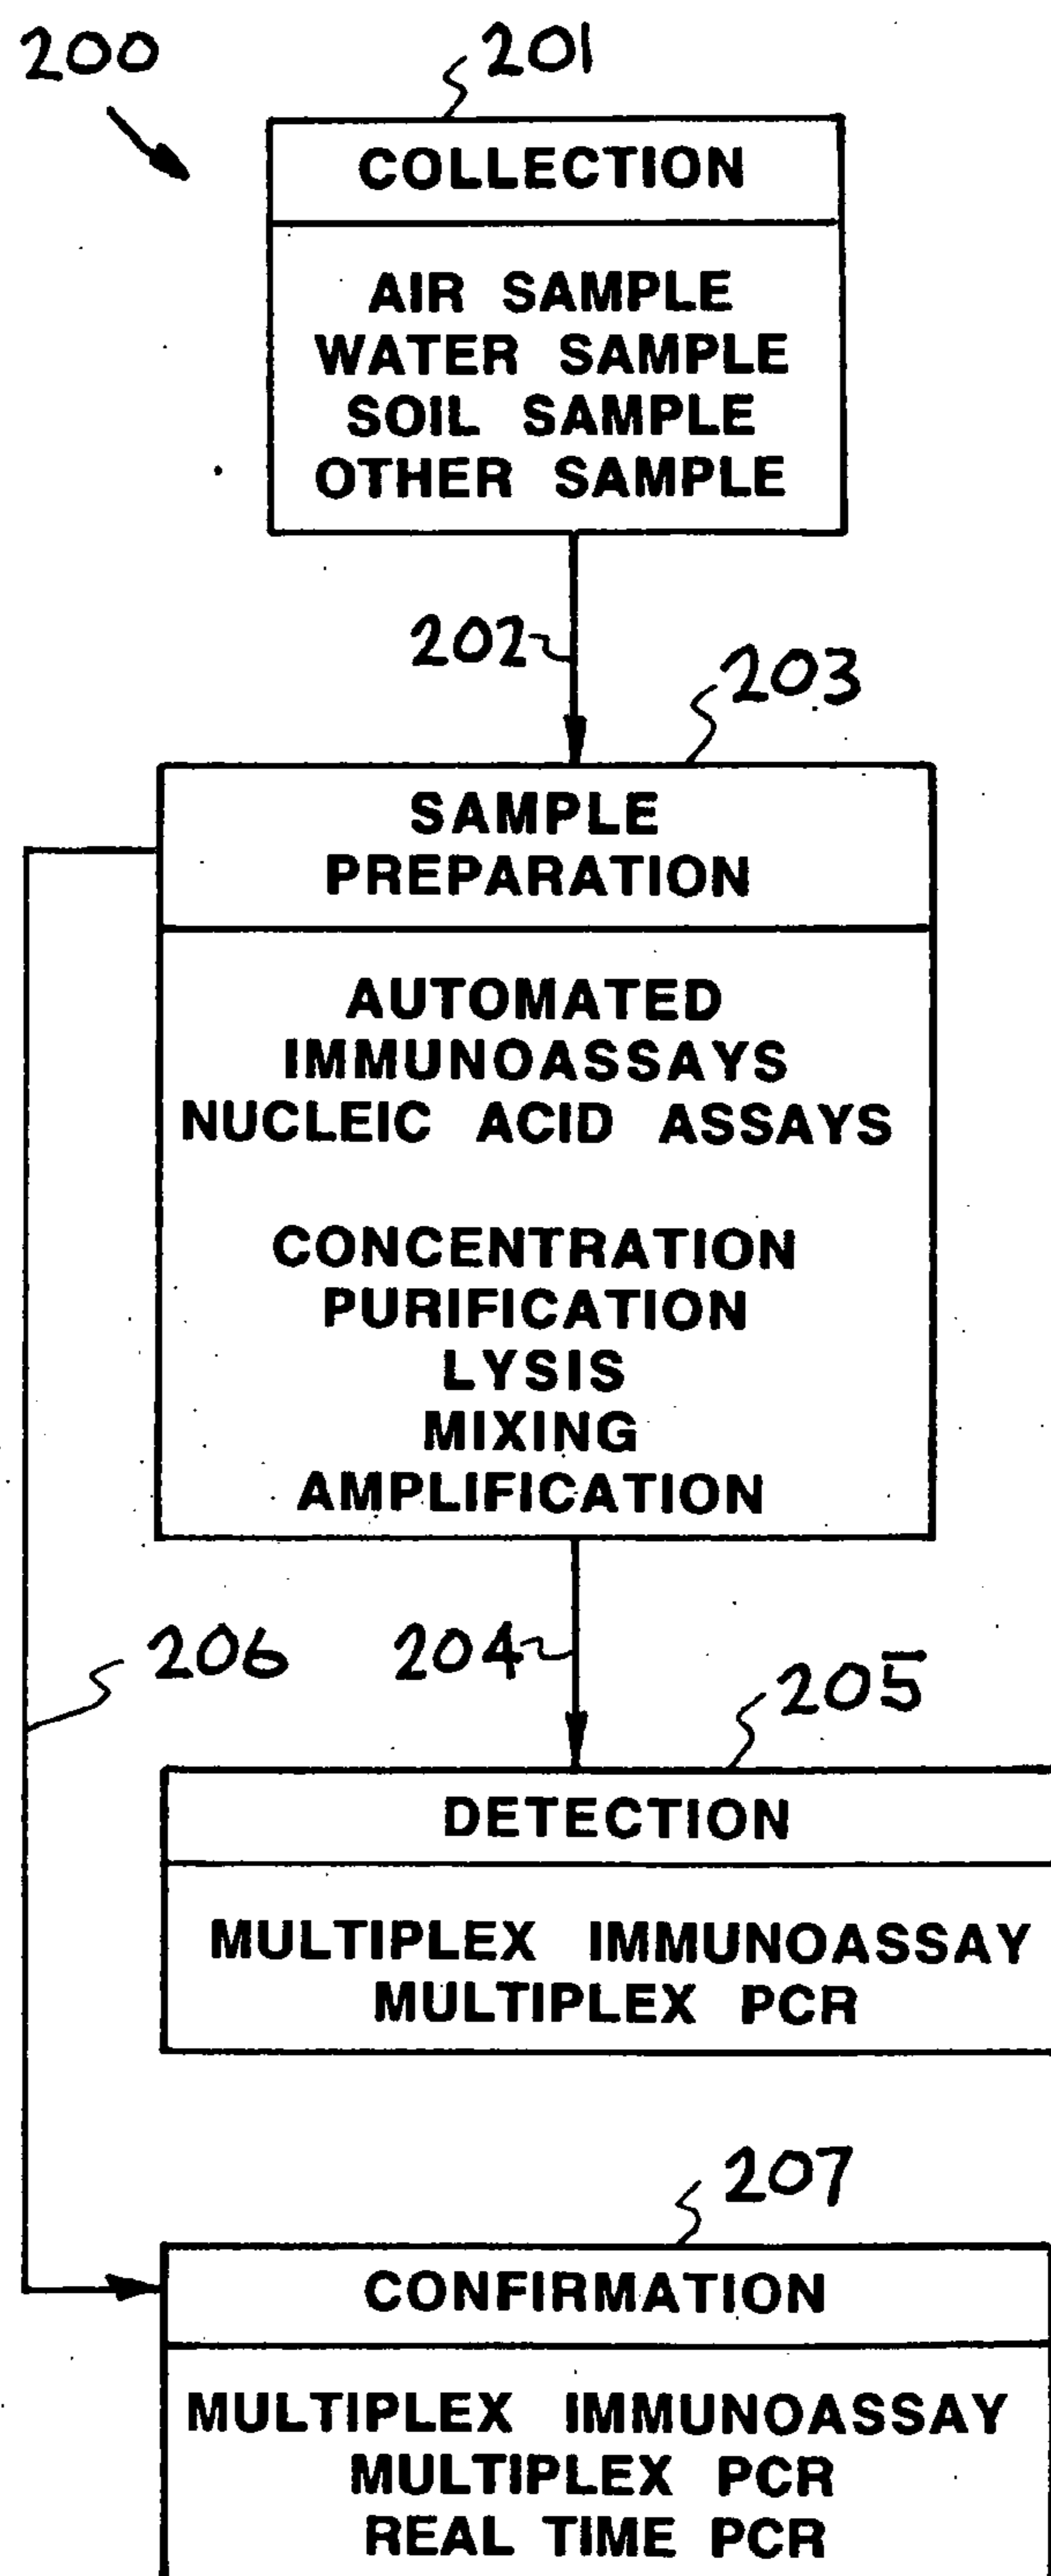 200
201
COLLECTION
AIR SAMPLE
WATER SAMPLE
SOIL SAMPLE
OTHER SAMPLE
202
203
SAMPLE
PREPARATION
AUTOMATED
IMMUNOASSAYS
NUCLEIC ACID ASSAYS
CONCENTRATION
PURIFICATION
LYSIS
MIXING
AMPLIFICATION
206
204
205
DETECTION
MULTIPLEX IMMUNOASSAY
MULTIPLEX PCR
207
CONFIRMATION
MULTIPLEX IMMUNOASSAY
MULTIPLEX PCR
REAL TIME PCR